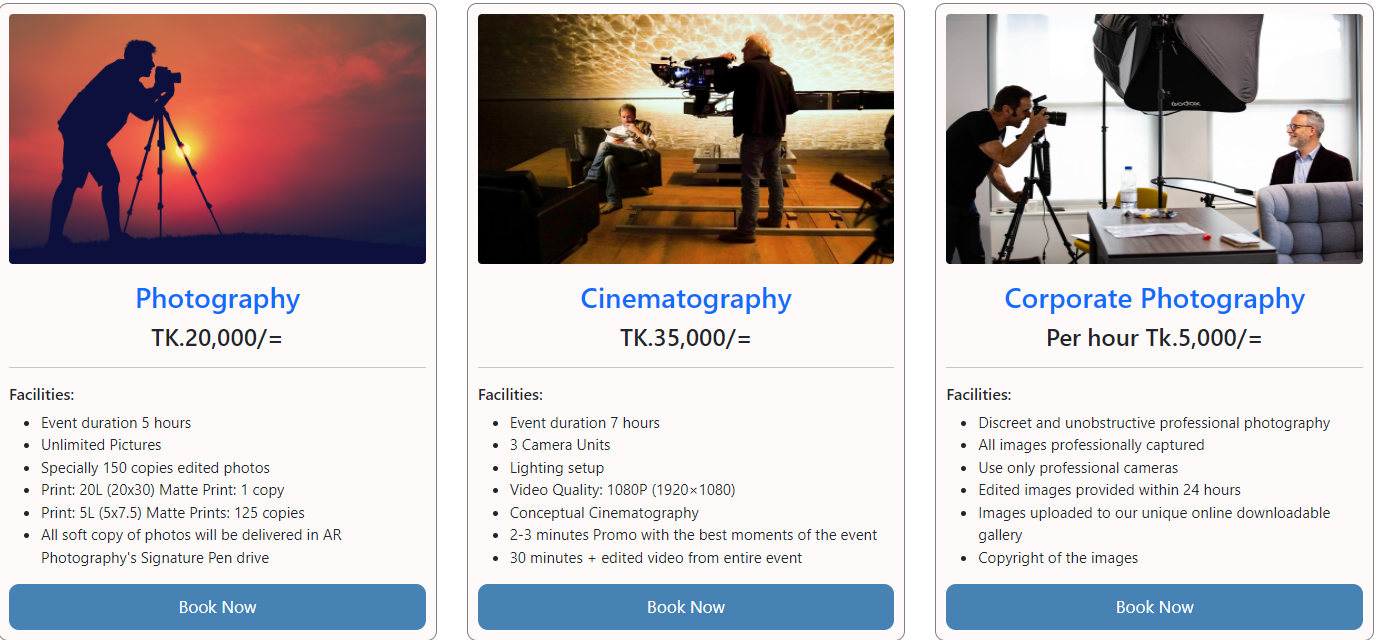 Godox
Photography
TK.20,000/=
Facilities:
Event duration 5 hours
Unlimited Pictures
Specially 150 copies edited photos
Print: 20L (20x30) Matte Print: 1 copy
Print: 5L (5x7.5) Matte Prints: 125 copies
All soft copy of photos will be delivered in AR
Photography's Signature Pen drive
Book Now
Cinematography
TK.35,000/=
Facilities:
Event duration 7 hours
3 Camera Units
Lighting setup
Video Quality: 1080P (1920×1080)
Conceptual Cinematography
2-3 minutes Promo with the best moments of the event
30 minutes + edited video from entire event
Book Now
Corporate Photography
Per hour Tk.5,000/=
Facilities:
Discreet and unobstructive professional photography
All images professionally captured
Use only professional cameras
Edited images provided within 24 hours
Images uploaded to our unique online downloadable
gallery
Copyright of the images
Book Now